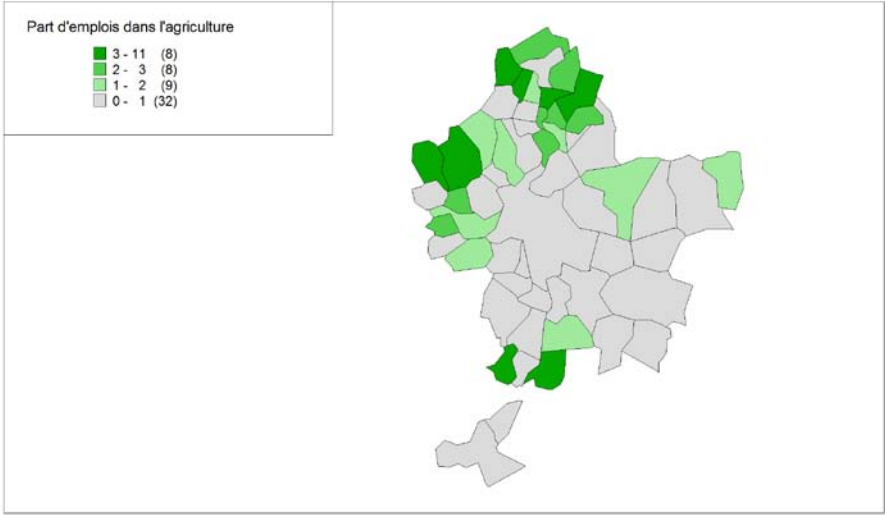 Part d'emplois dans l'agriculture
3 - 11 (8)
2 - 3 (8)
1 - 2 (9)
0 - 1 (32)